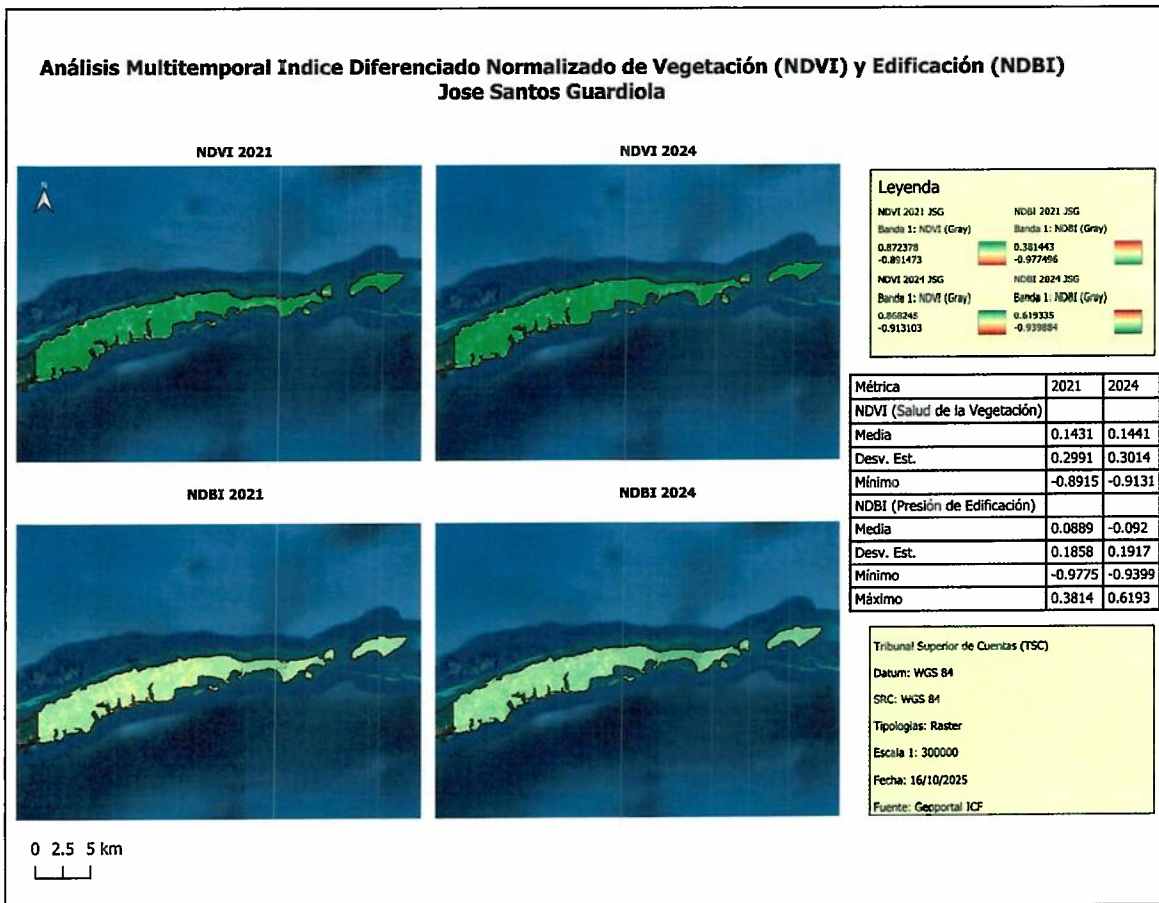 Análisis Multitemporal Indice Diferenciado Normalizado de Vegetación (NDVI) y Edificación (NDBI)
Jose Santos Guardiola
NDVI 2021
NDVI 2024
N
NDBI 2021
NDBI 2024
0 2.5 5 km
Leyenda
NDVI 2021 JSG NDBI 2021 JSG
Banda 1: NDVI (Gray) Banda 1: NDBI (Gray)
0.872378 0.381443
-0.891473 -0.977496
NDVI 2024 JSG NDBI 2024 JSG
Banda 1: NDVI (Gray) Banda 1: NDBI (Gray)
0.868245 0.619335
-0.913103 -0.939884
Métrica 2021 2024
NDVI (Salud de la Vegetación)
Media 0.1431 0.1441
Desv. Est. 0.2991 0.3014
Mínimo -0.8915 -0.9131
NDBI (Presión de Edificación)
Media 0.0889 -0.092
Desv. Est. 0.1858 0.1917
Mínimo -0.9775 -0.9399
Máximo 0.3814 0.6193
Tribunal Superior de Cuentas (TSC)
Datum: WGS 84
SRC: WGS 84
Tipologias: Raster
Escala 1: 300000
Fecha: 16/10/2025
Fuente: Geoportal ICF